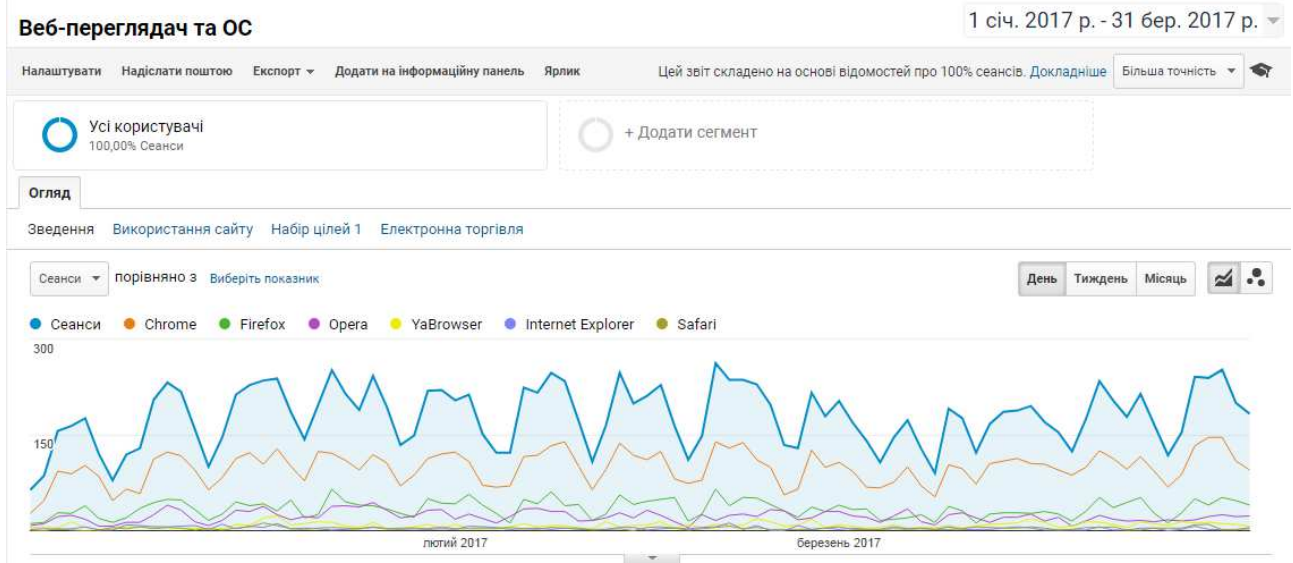 Веб-переглядач та ОС
1 січ. 2017 р. - 31 бер. 2017 р.
Налаштувати Надіслати поштою Експорт Додати на інформаційну панель Ярлик Цей звіт складено на основі відомостей про 100% сеансів. Докладніше Більша точність
Усі користувачі
100,00% Сеанси
+ Додати сегмент
Огляд
Зведення Використання сайту Набір цілей 1 Електронна торгівля
Сеанси порівняно з Виберіть показник День Тиждень Місяць
Сеанси Chrome Firefox Opera YaBrowser Internet Explorer Safari
300
150
лютий 2017 березень 2017